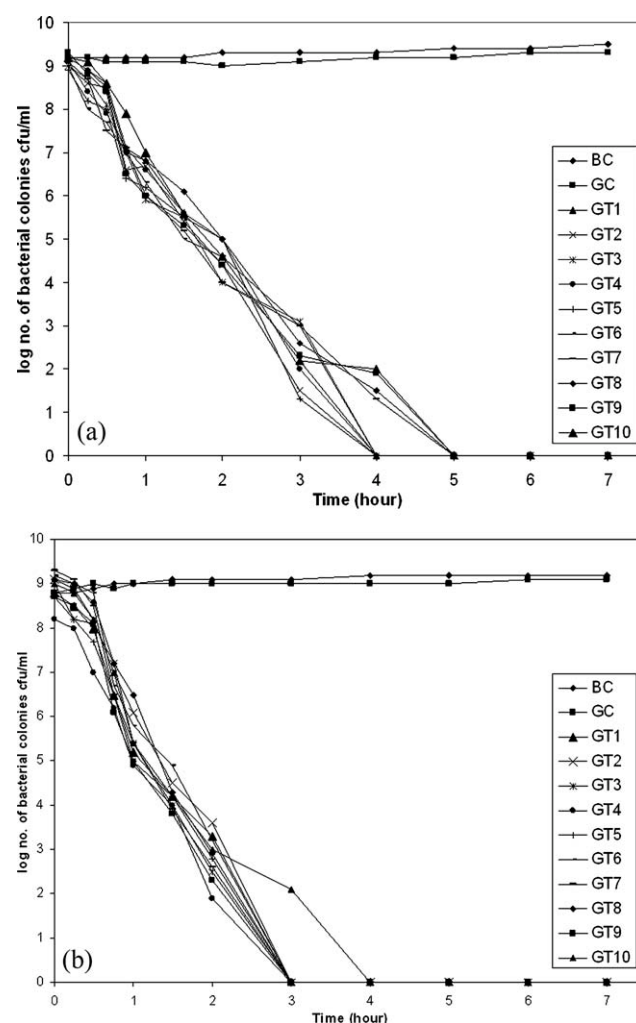 10
9
8
7
6
5
4
3
2
1
0
log no. of bacterial colonies cfu/ml
(a)
0 1 2 3 4 5 6 7
Time (hour)
BC
GC
GT1
GT2
GT3
GT4
GT5
GT6
GT7
GT8
GT9
GT10
10
9
8
7
6
5
4
3
2
1
0
log no. of bacterial colonies cfu/ml
(b)
0 1 2 3 4 5 6 7
Time (hour)
BC
GC
GT1
GT2
GT3
GT4
GT5
GT6
GT7
GT8
GT9
GT10